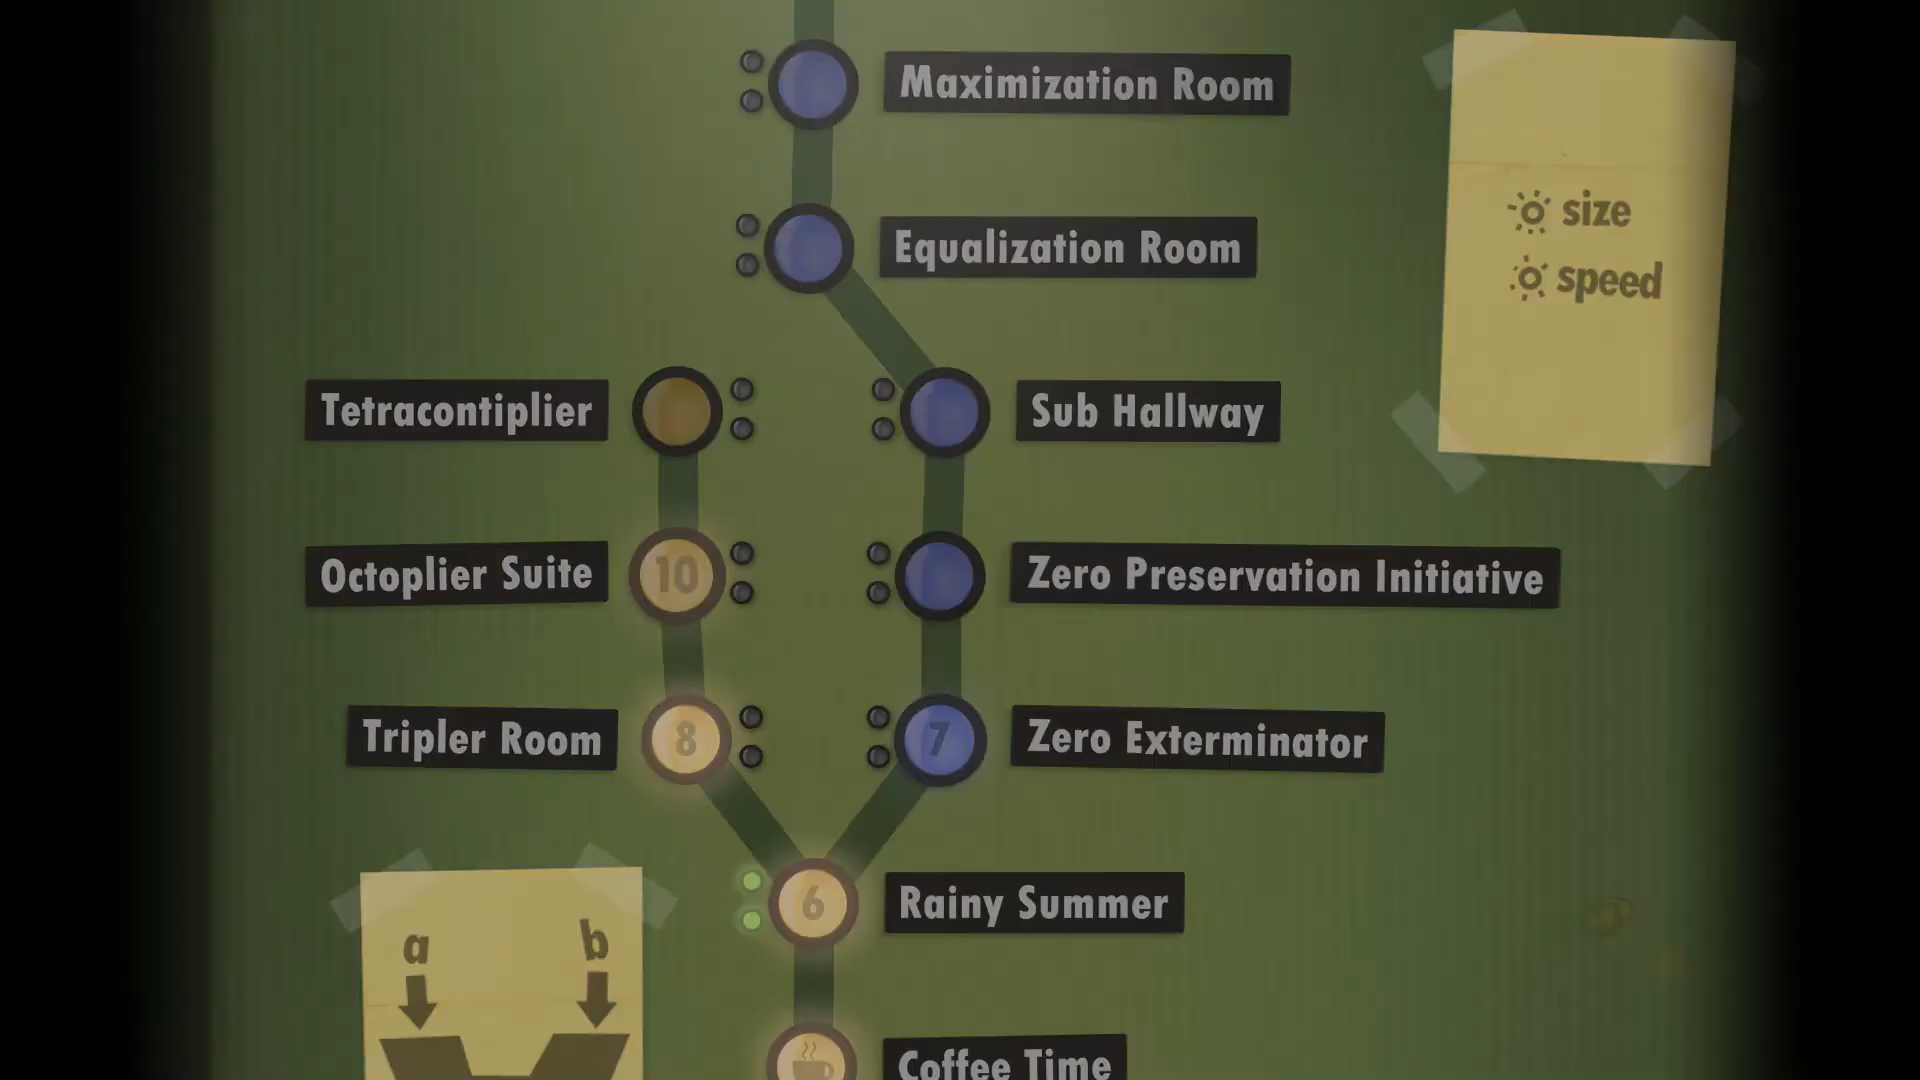 Maximization Room
size
speed
Equalization Room
Tetracontiplier
Sub Hallway
Octoplier Suite
10
Zero Preservation Initiative
Tripler Room
8
7
Zero Exterminator
6
Rainy Summer
a
b
Coffee Time